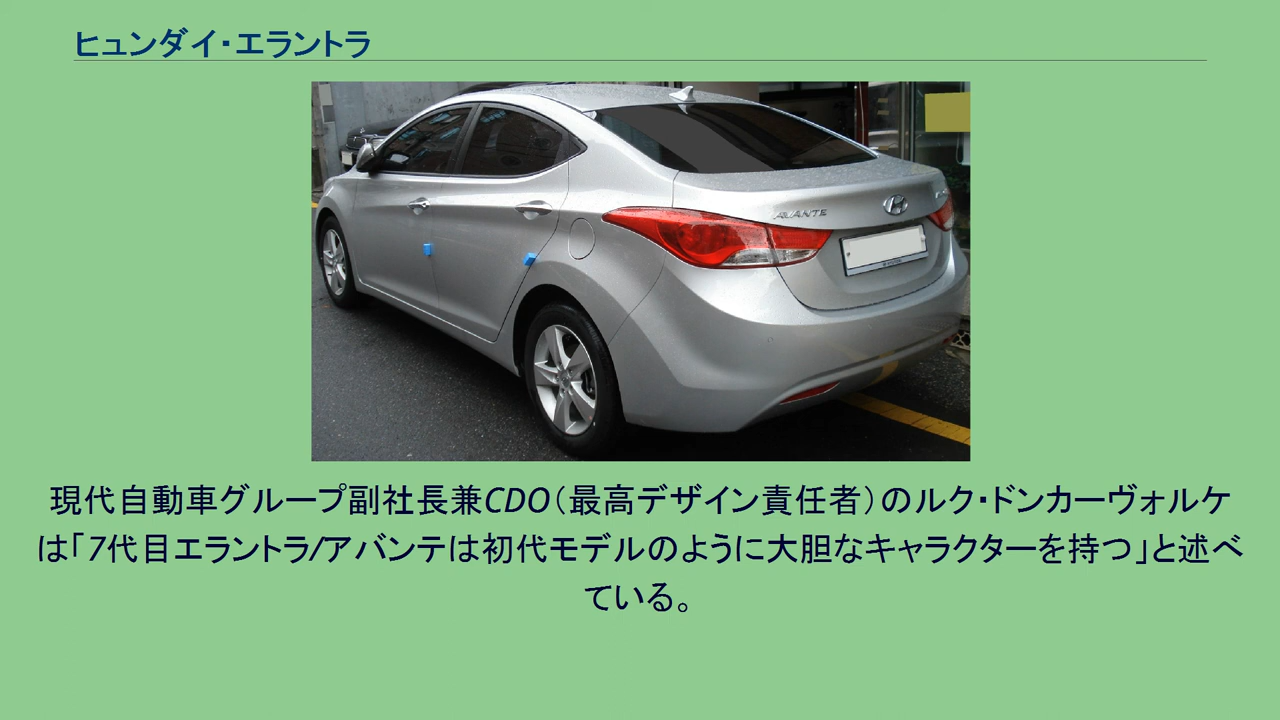 ヒュンダイ・エラントラ
AVANTE
現代自動車グループ副社長兼CDO（最高デザイン責任者）のルク・ドンカーヴォルケ
は「7代目エラントラ/アバンテは初代モデルのように大胆なキャラクターを持つ」と述べ
ている。